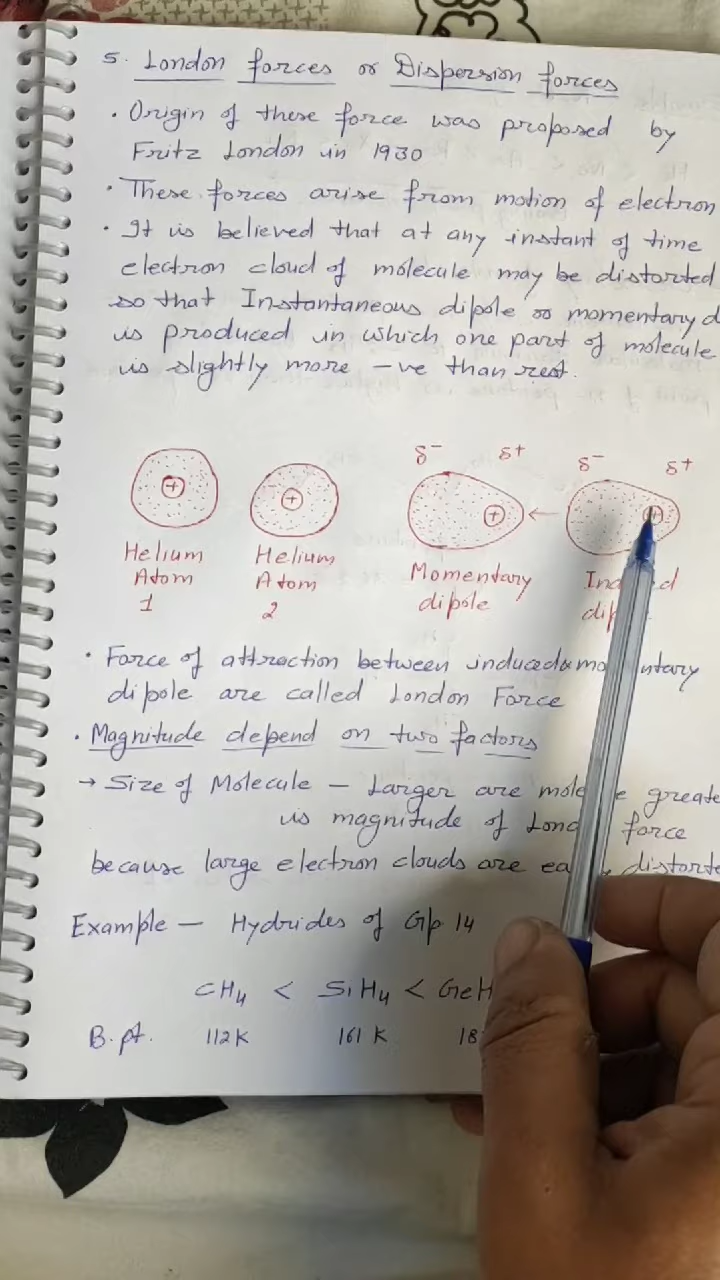 5. London forces or Dispersion forces
• Origin of these force was proposed by
Fritz London in 1930
• These forces arise from motion of electron
• It is believed that at any instant of time
electron cloud of molecule may be distorted
so that Instantaneous dipole or momentary d
is produced in which one part of molecule
is slightly more -ve than rest.
δ- δ+ δ- δ+
+ + + +
Helium Atom 1
Helium Atom 2
Momentary dipole
• Force of attraction between induced &
dipole are called London Force
• Magnitude depend on two factors
→ Size of Molecule - Larger are greate
is magnitude of force
because large electron clouds are distorte
Example - Hydrides of Gp 14
CH4 < SiH4 < GeH
B.pt. 112K 161 K 18